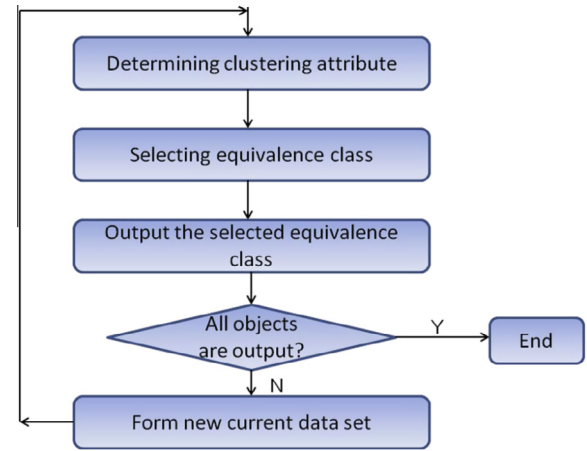 Determining clustering attribute
Selecting equivalence class
Output the selected equivalence
class
All objects
are output?
Y
End
N
Form new current data set